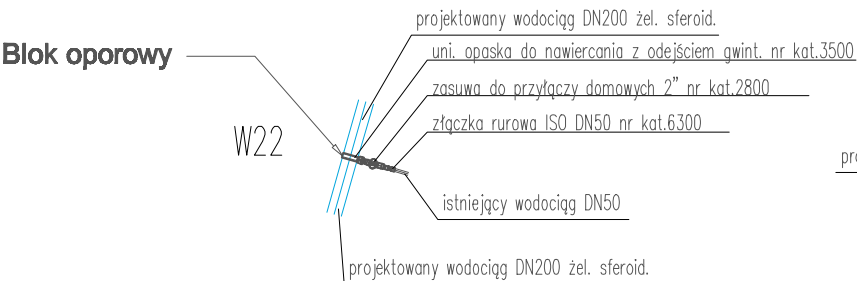 projektowany wodociąg DN200 żel. sferoid.
Blok oporowy
uni. opaska do nawiercania z odejściem gwint. nr kat.3500
zasuwa do przyłączy domowych 2" nr kat.2800
złączka rurowa ISO DN50 nr kat.6300
W22
istniejący wodociąg DN50
projektowany wodociąg DN200 żel. sferoid.